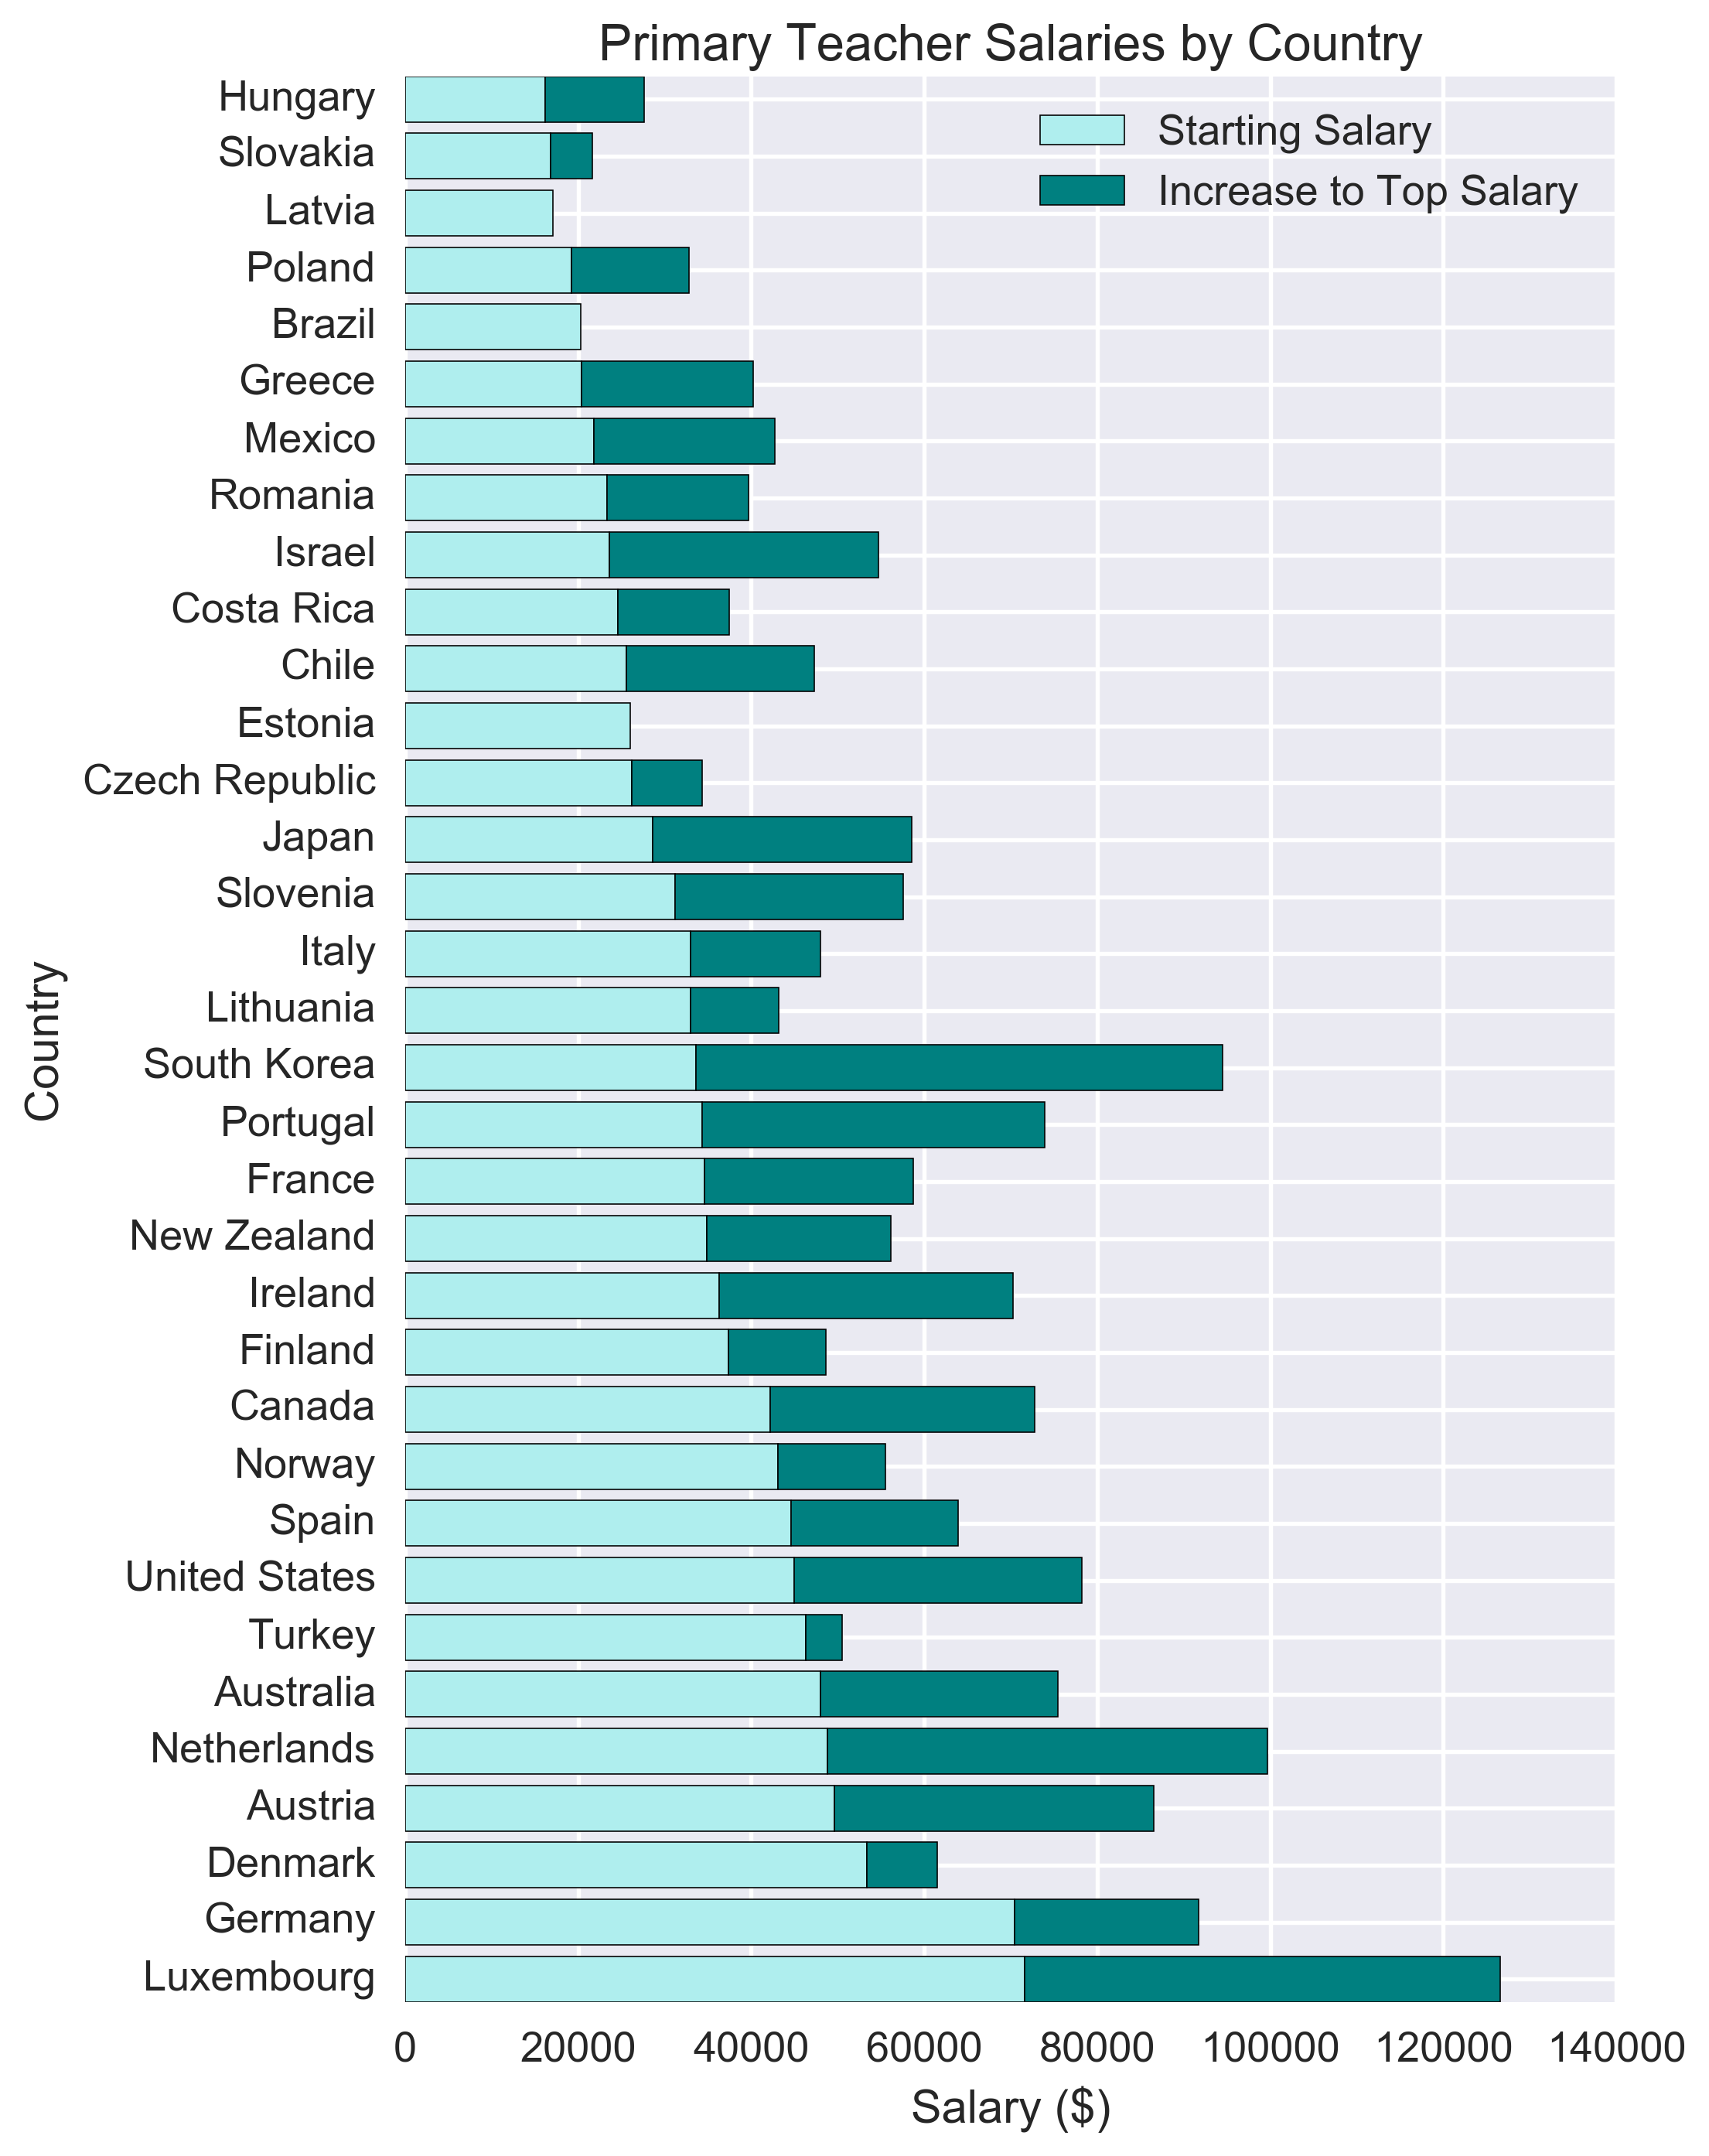 Primary Teacher Salaries by Country
Starting Salary
Increase to Top Salary
Hungary
Slovakia
Latvia
Poland
Brazil
Greece
Mexico
Romania
Israel
Costa Rica
Chile
Estonia
Czech Republic
Japan
Slovenia
Italy
Lithuania
South Korea
Portugal
France
New Zealand
Ireland
Finland
Canada
Norway
Spain
United States
Turkey
Australia
Netherlands
Austria
Denmark
Germany
Luxembourg
Country
0 20000 40000 60000 80000 100000 120000 140000
Salary ($)